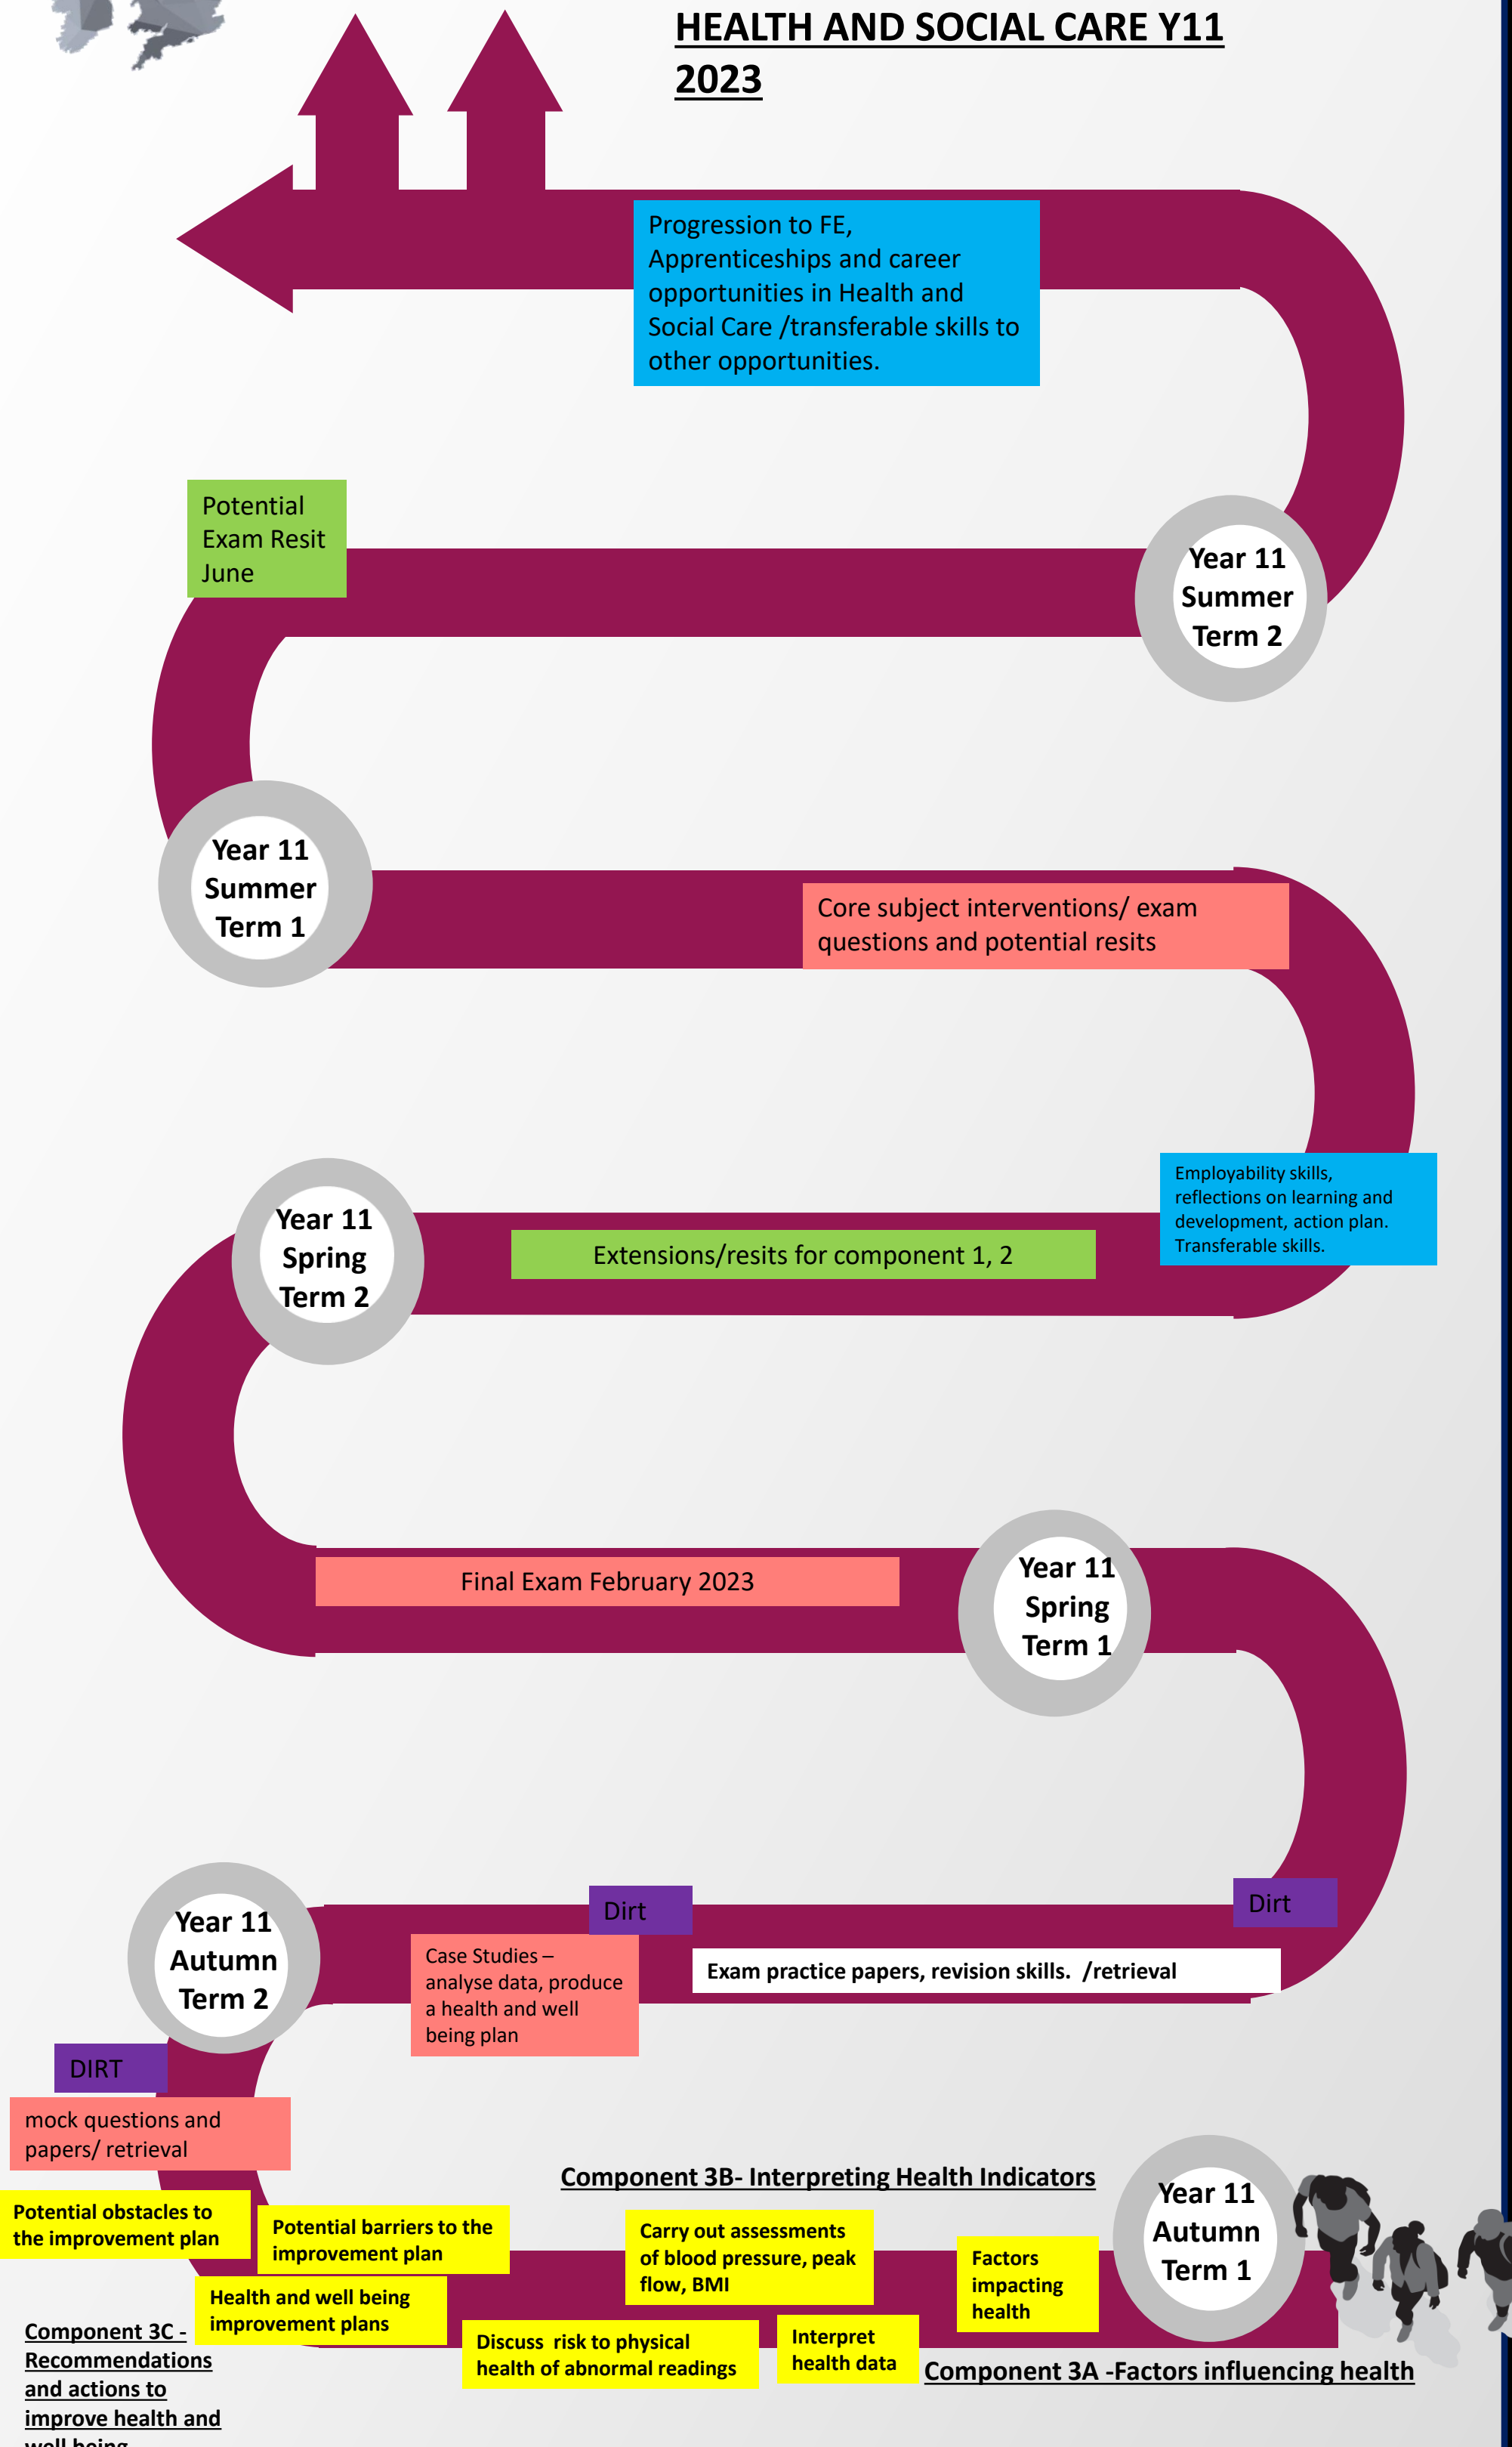 HEALTH AND SOCIAL CARE Y11
2023
Progression to FE,
Apprenticeships and career
opportunities in Health and
Social Care /transferable skills to
other opportunities.
Potential
Exam Resit
June
Year 11
Summer
Term 2
Year 11
Summer
Term 1
Core subject interventions/ exam
questions and potential resits
Employability skills,
reflections on learning and
development, action plan.
Transferable skills.
Year 11
Spring
Term 2
Extensions/resits for component 1, 2
Final Exam February 2023
Year 11
Spring
Term 1
Dirt
Dirt
Year 11
Autumn
Term 2
Case Studies –
analyse data, produce
a health and well
being plan
Exam practice papers, revision skills.  /retrieval
DIRT
mock questions and
papers/ retrieval
Component 3B- Interpreting Health Indicators
Year 11
Autumn
Term 1
Potential obstacles to
the improvement plan
Potential barriers to the
improvement plan
Carry out assessments
of blood pressure, peak
flow, BMI
Factors
impacting
health
Health and well being
improvement plans
Discuss  risk to physical
health of abnormal readings
Interpret
health data
Component 3A -Factors influencing health
Component 3C -
Recommendations
and actions to
improve health and
well being